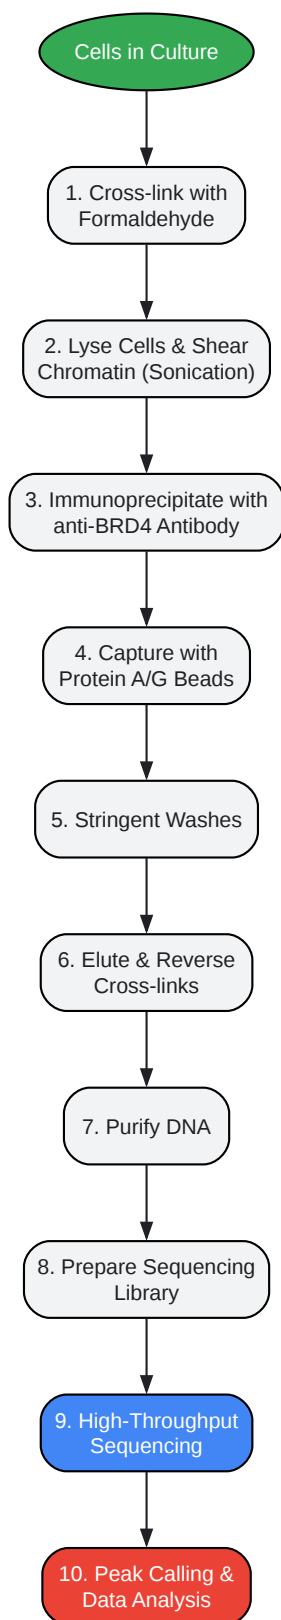 Cells in Culture
1. Cross-link with
Formaldehyde
2. Lyse Cells & Shear
Chromatin (Sonication)
3. Immunoprecipitate with
anti-BRD4 Antibody
4. Capture with
Protein A/G Beads
5. Stringent Washes
6. Elute & Reverse
Cross-links
7. Purify DNA
8. Prepare Sequencing
Library
9. High-Throughput
Sequencing
10. Peak Calling &
Data Analysis